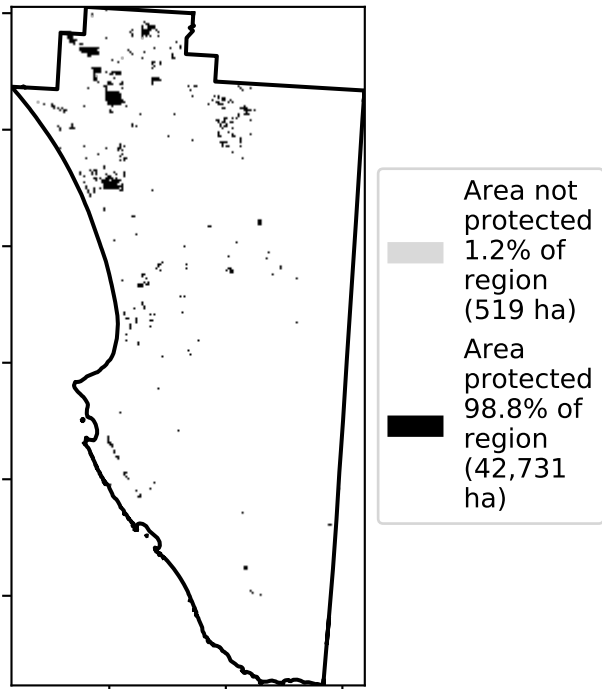 Area not
protected
1.2% of
region
(519 ha)
Area
protected
98.8% of
region
(42,731
ha)